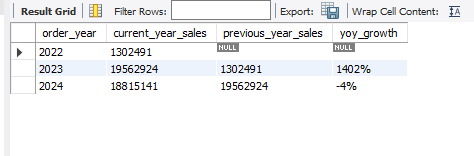 Result Grid Filter Rows: Export: Wrap Cell Content:
order_year current_year_sales previous_year_sales yoy_growth
2022 1302491 NULL NULL
2023 19562924 1302491 1402%
2024 18815141 19562924 -4%